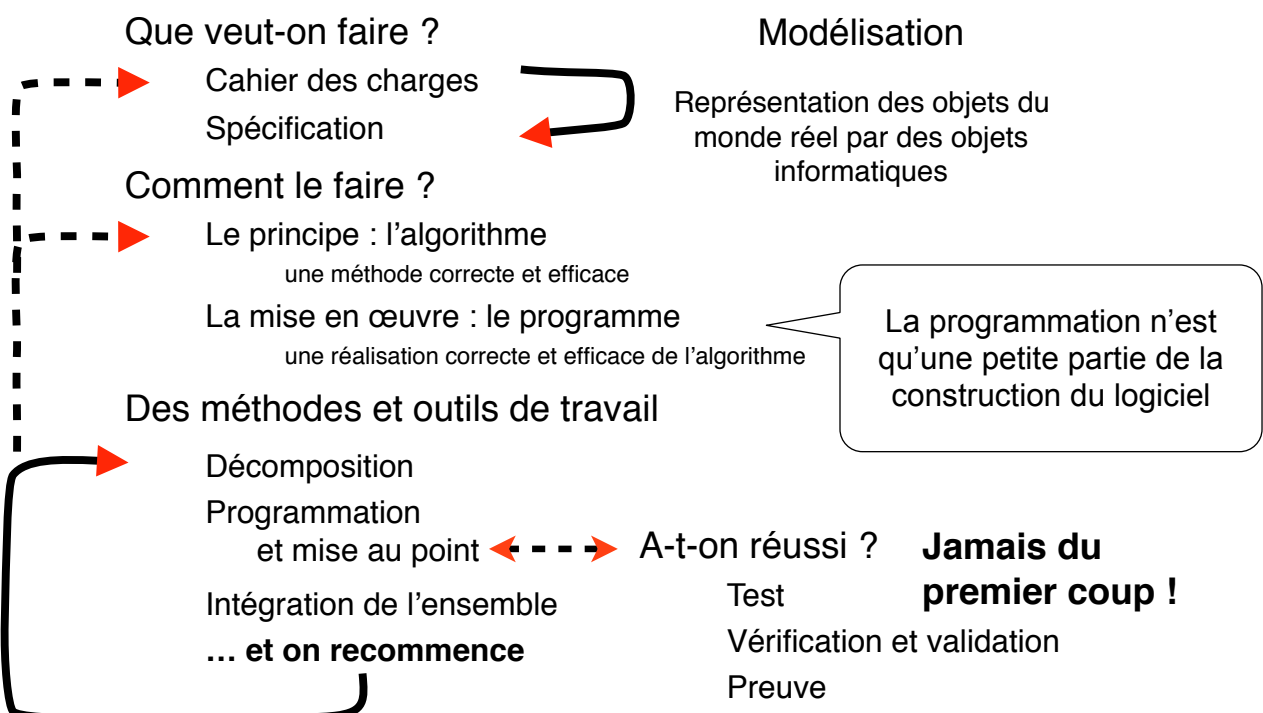 Que veut-on faire ?
Cahier des charges
Spécification
Modélisation
Représentation des objets du
monde réel par des objets
informatiques
Comment le faire ?
Le principe : l’algorithme
une méthode correcte et efficace
La mise en œuvre : le programme
une réalisation correcte et efficace de l’algorithme
La programmation n’est
qu’une petite partie de la
construction du logiciel
Des méthodes et outils de travail
Décomposition
Programmation
et mise au point
Intégration de l’ensemble
… et on recommence
A-t-on réussi ?
Jamais du
premier coup !
Test
Vérification et validation
Preuve